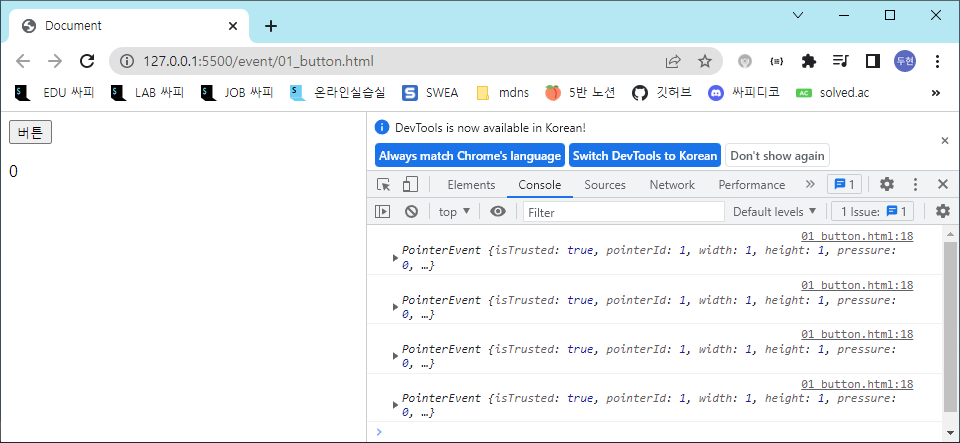 Document
127.0.0.1:5500/event/01_button.html
두현
EDU 싸피 LAB 싸피 JOB 싸피 온라인실습실 SWEA mdns 5반 노션 깃허브 싸피디코 solved.ac
버튼
0
DevTools is now available in Korean!
Always match Chrome's language Switch DevTools to Korean Don't show again
Elements Console Sources Network Performance 1
top Filter Default levels 1 Issue: 1
01_button.html:18
PointerEvent {isTrusted: true, pointerId: 1, width: 1, height: 1, pressure:
0, …}
01_button.html:18
PointerEvent {isTrusted: true, pointerId: 1, width: 1, height: 1, pressure:
0, …}
01_button.html:18
PointerEvent {isTrusted: true, pointerId: 1, width: 1, height: 1, pressure:
0, …}
01_button.html:18
PointerEvent {isTrusted: true, pointerId: 1, width: 1, height: 1, pressure:
0, …}